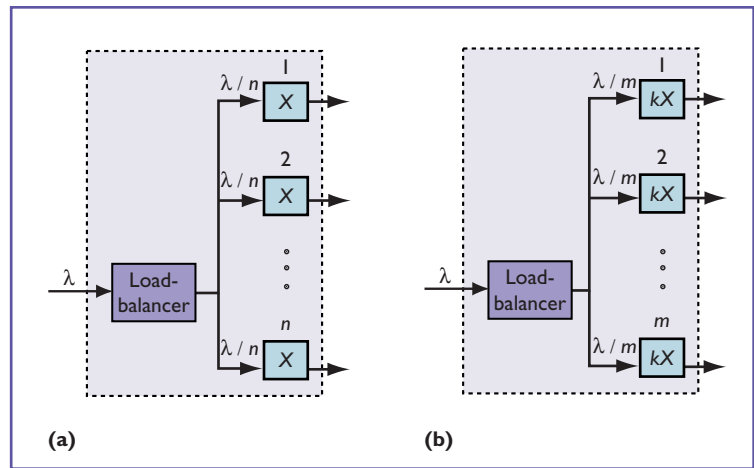 1
λ / n
X
2
λ / n
X
λ
Load-
balancer
n
λ / n
X
(a)
1
λ / m
kX
2
λ / m
kX
λ
Load-
balancer
m
λ / m
kX
(b)